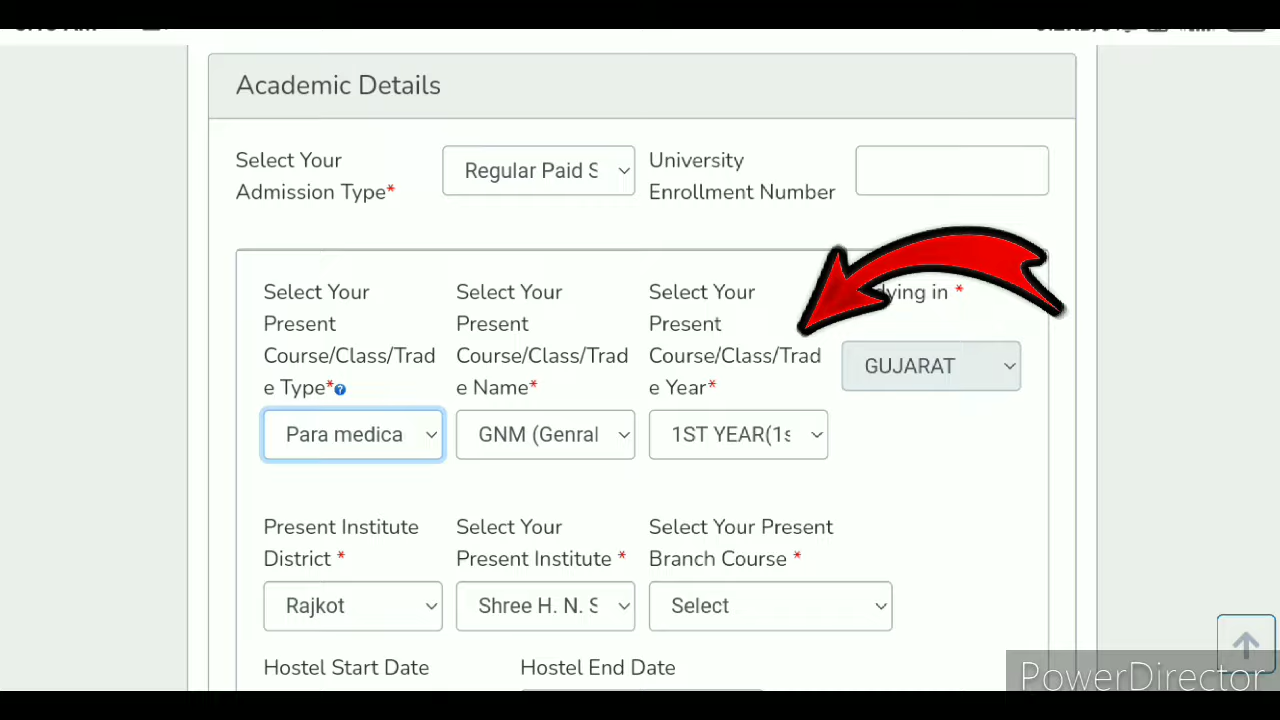 Academic Details
Select Your
Admission Type*
Regular Paid S
University
Enrollment Number
Select Your
Present
Course/Class/Trad
e Type*?
Para medica
Select Your
Present
Course/Class/Trad
e Name*
GNM (Genral
Select Your
Present
Course/Class/Trad
e Year*
1ST YEAR(1s
dying in *
GUJARAT
Present Institute
District *
Rajkot
Select Your
Present Institute *
Shree H. N. S
Select Your Present
Branch Course *
Select
Hostel Start Date
Hostel End Date
PowerDirector